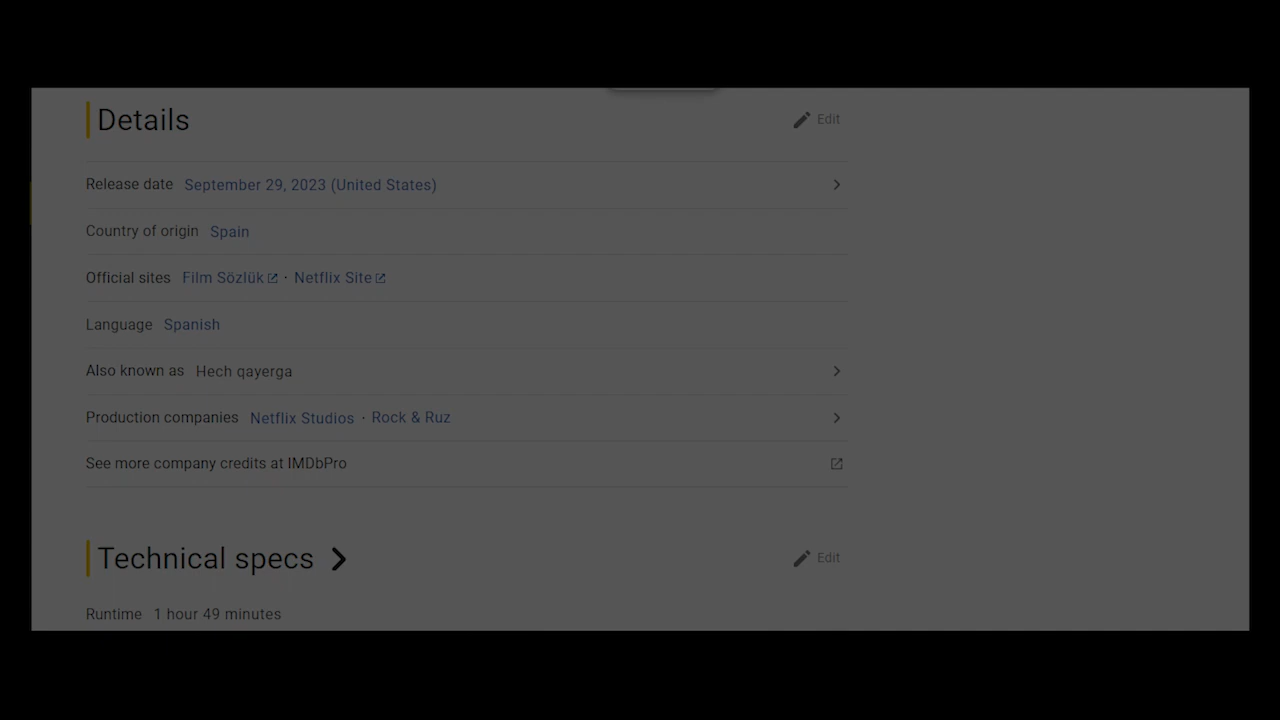 Details
Edit
Release date September 29, 2023 (United States)
Country of origin Spain
Official sites Film Sözlük · Netflix Site
Language Spanish
Also known as Hech qayerga
Production companies Netflix Studios · Rock & Ruz
See more company credits at IMDbPro
Technical specs
Edit
Runtime 1 hour 49 minutes